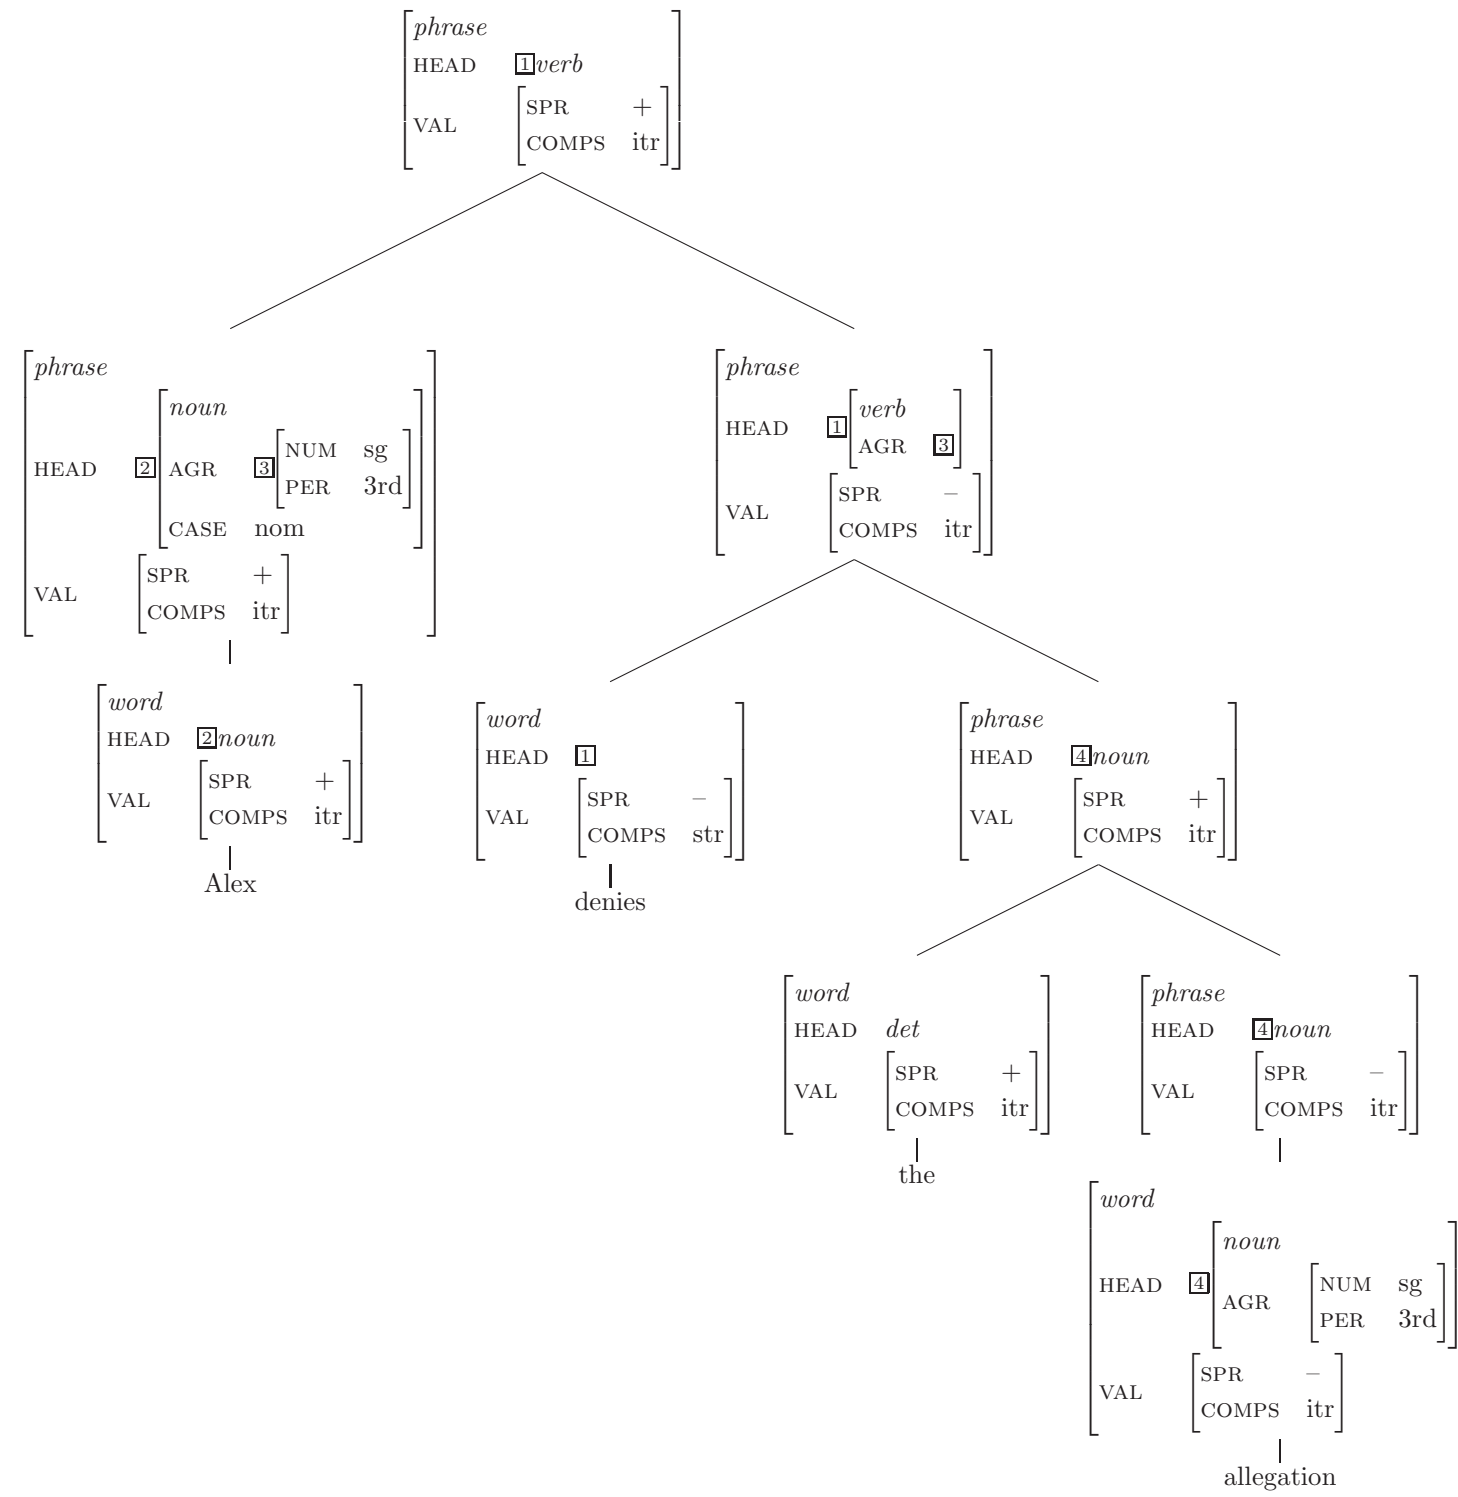 phrase
HEAD 1 verb
VAL SPR +
COMPS itr
phrase
HEAD 2 noun
AGR 3 NUM sg
PER 3rd
CASE nom
VAL SPR +
COMPS itr
phrase
HEAD 1 verb
AGR 3
VAL SPR –
COMPS itr
word
HEAD 2 noun
VAL SPR +
COMPS itr
Alex
word
HEAD 1
VAL SPR –
COMPS str
denies
phrase
HEAD 4 noun
VAL SPR +
COMPS itr
word
HEAD det
VAL SPR +
COMPS itr
the
phrase
HEAD 4 noun
VAL SPR –
COMPS itr
word
HEAD 4 noun
AGR NUM sg
PER 3rd
VAL SPR –
COMPS itr
allegation